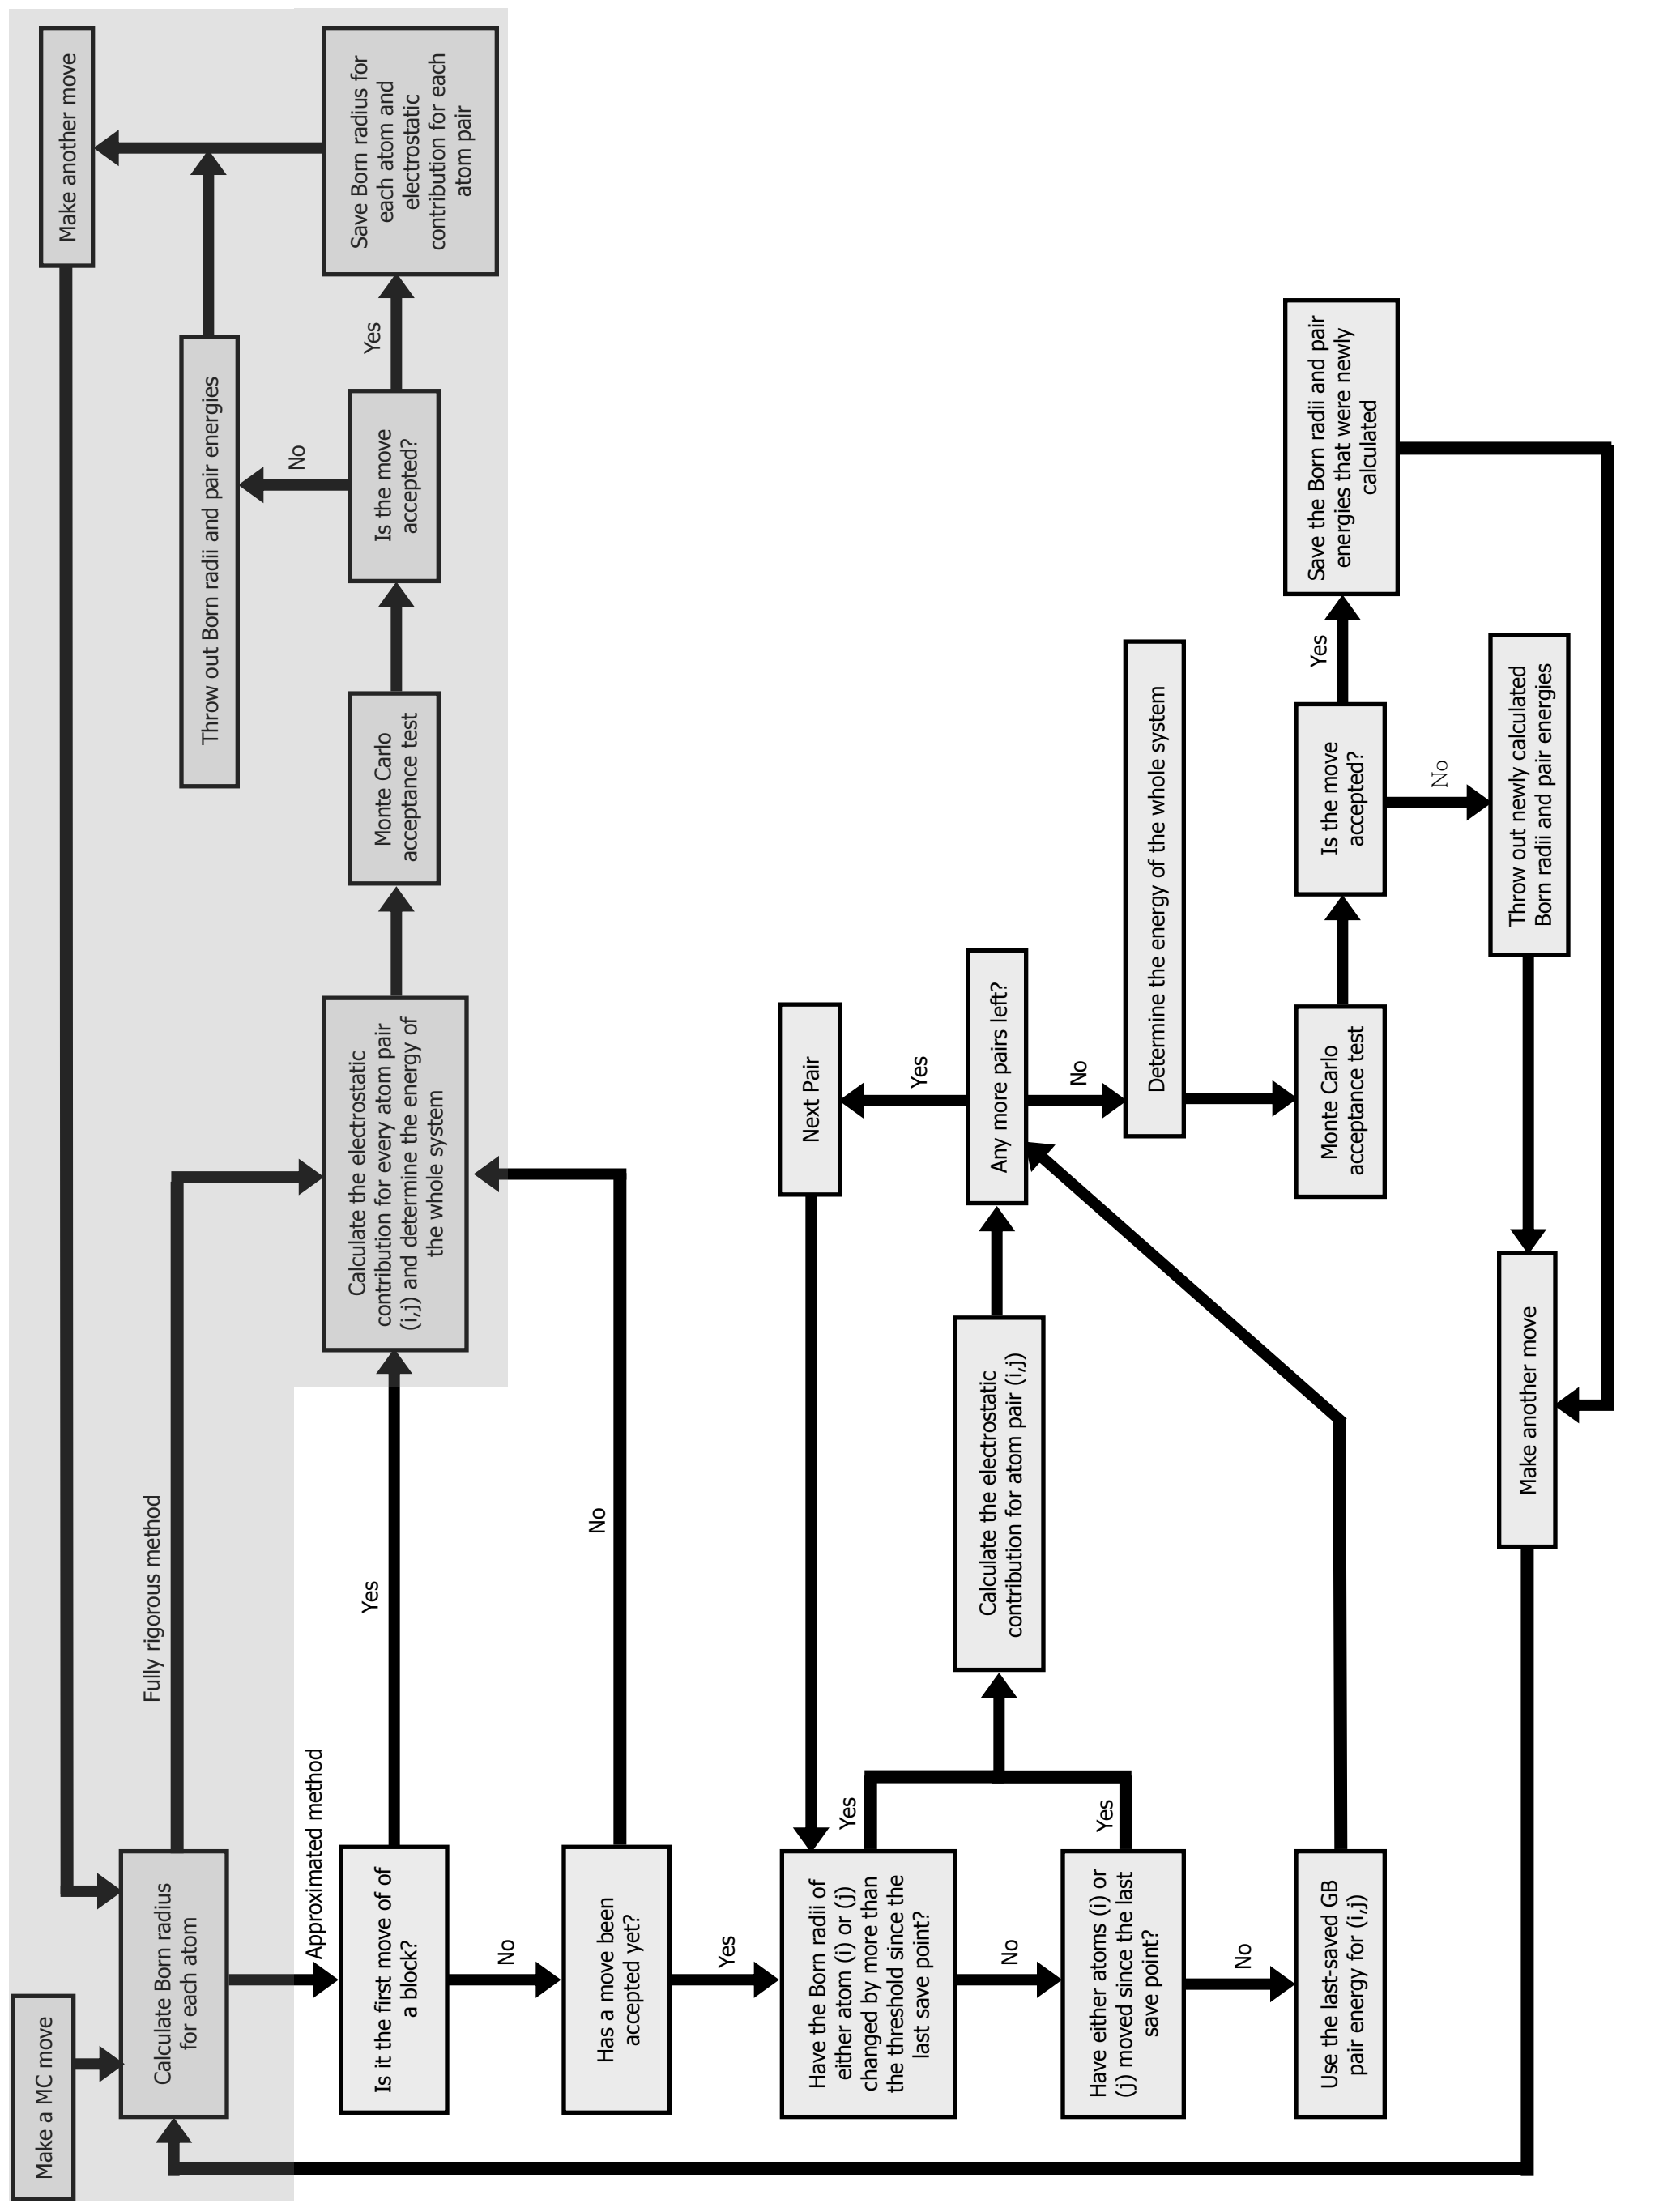 Make a MC move
Calculate Born radius
for each atom
Fully rigorous method
Make another move
Approximated method
Calculate the electrostatic
contribution for every atom pair
(i,j) and determine the energy of
the whole system
Monte Carlo
acceptance test
Is the move
accepted?
No
Throw out Born radii and pair energies
Yes
Save Born radius for
each atom and
electrostatic
contribution for each
atom pair
Is it the first move of of
a block?
Yes
No
Has a move been
accepted yet?
No
Yes
Have the Born radii of
either atom (i) or (j)
changed by more than
the threshold since the
last save point?
Yes
No
Have either atoms (i) or
(j) moved since the last
save point?
Yes
No
Use the last-saved GB
pair energy for (i,j)
Calculate the electrostatic
contribution for atom pair (i,j)
Next Pair
Yes
Any more pairs left?
No
Determine the energy of the whole system
Monte Carlo
acceptance test
Is the move
accepted?
Yes
Save the Born radii and pair
energies that were newly
calculated
No
Throw out newly calculated
Born radii and pair energies
Make another move